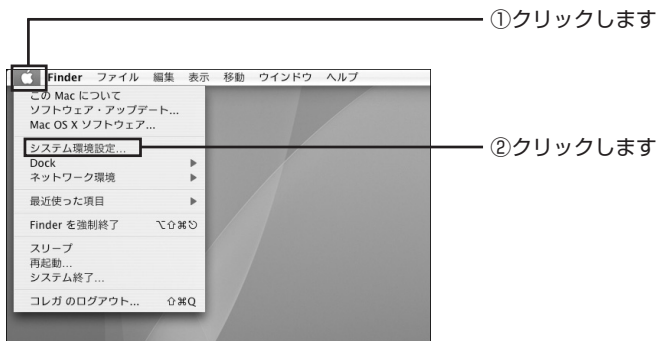 ①クリックします
Finder ファイル 編集 表示 移動 ウインドウ ヘルプ
この Mac について
ソフトウェア・アップデート...
Mac OS X ソフトウェア...
システム環境設定...
②クリックします
Dock
ネットワーク環境
最近使った項目
Finder を強制終了 ⌥⇧⌘⎋
スリープ
再起動...
システム終了...
コレガ のログアウト... ⇧⌘Q